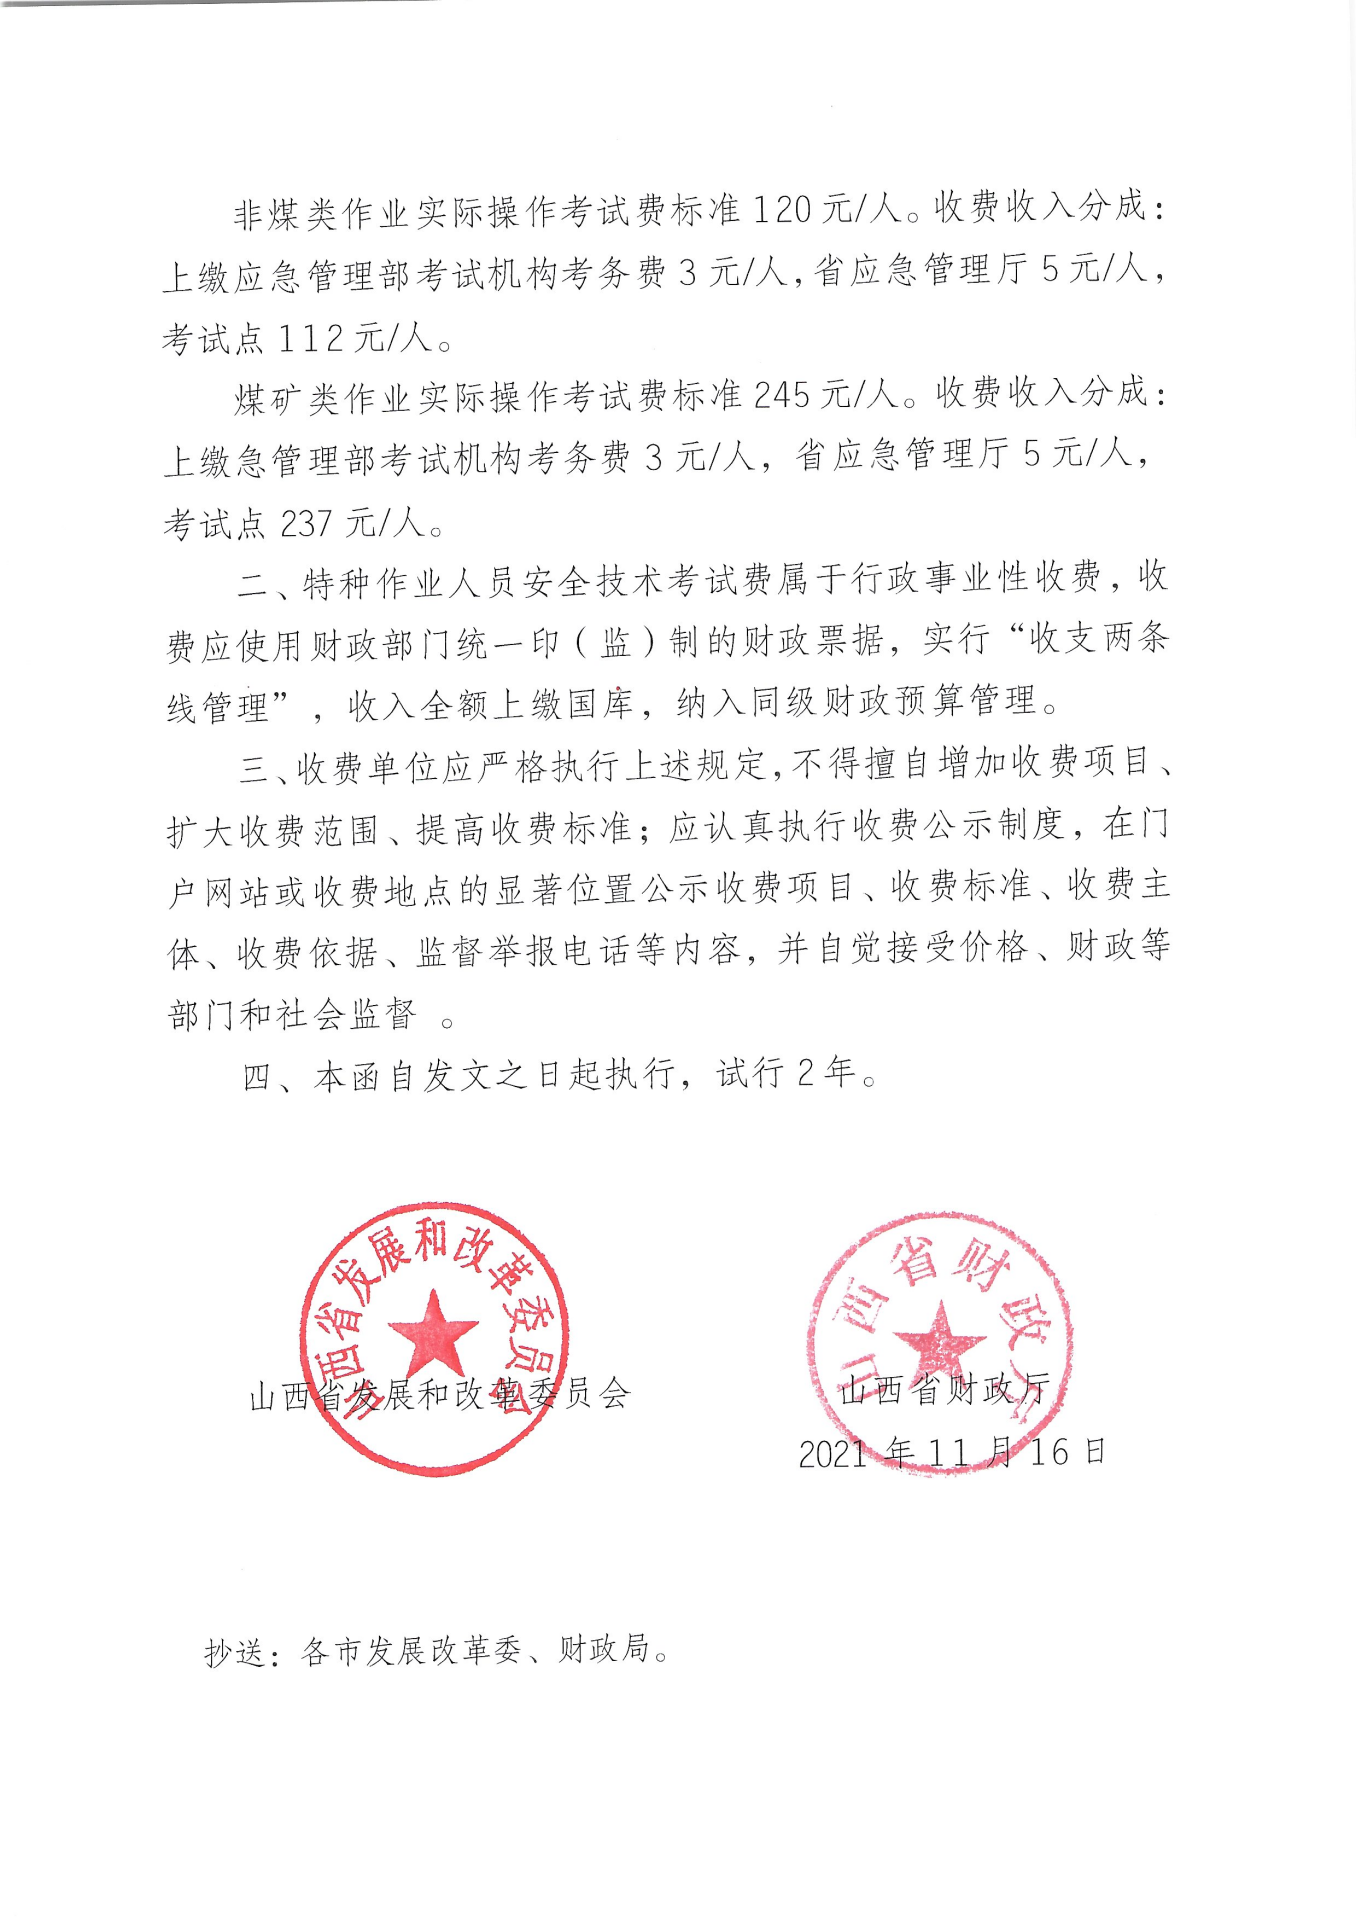 非煤类作业实际操作考试费标准120元/人。收费收入分成：
上缴应急管理部考试机构考务费3元/人，省应急管理厅5元/人，
考试点112元/人。
煤矿类作业实际操作考试费标准245元/人。收费收入分成：
上缴急管理部考试机构考务费3元/人，省应急管理厅5元/人，
考试点237元/人。
二、特种作业人员安全技术考试费属于行政事业性收费，收
费应使用财政部门统一印（监）制的财政票据，实行“收支两条
线管理”，收入全额上缴国库，纳入同级财政预算管理。
三、收费单位应严格执行上述规定，不得擅自增加收费项目、
扩大收费范围、提高收费标准；应认真执行收费公示制度，在门
户网站或收费地点的显著位置公示收费项目、收费标准、收费主
体、收费依据、监督举报电话等内容，并自觉接受价格、财政等
部门和社会监督 。
四、本函自发文之日起执行，试行2年。
山西省发展和改革委员会
山西省财政厅
山西省发展和改革委员会
山西省财政厅
2021年11月16日
抄送：各市发展改革委、财政局。